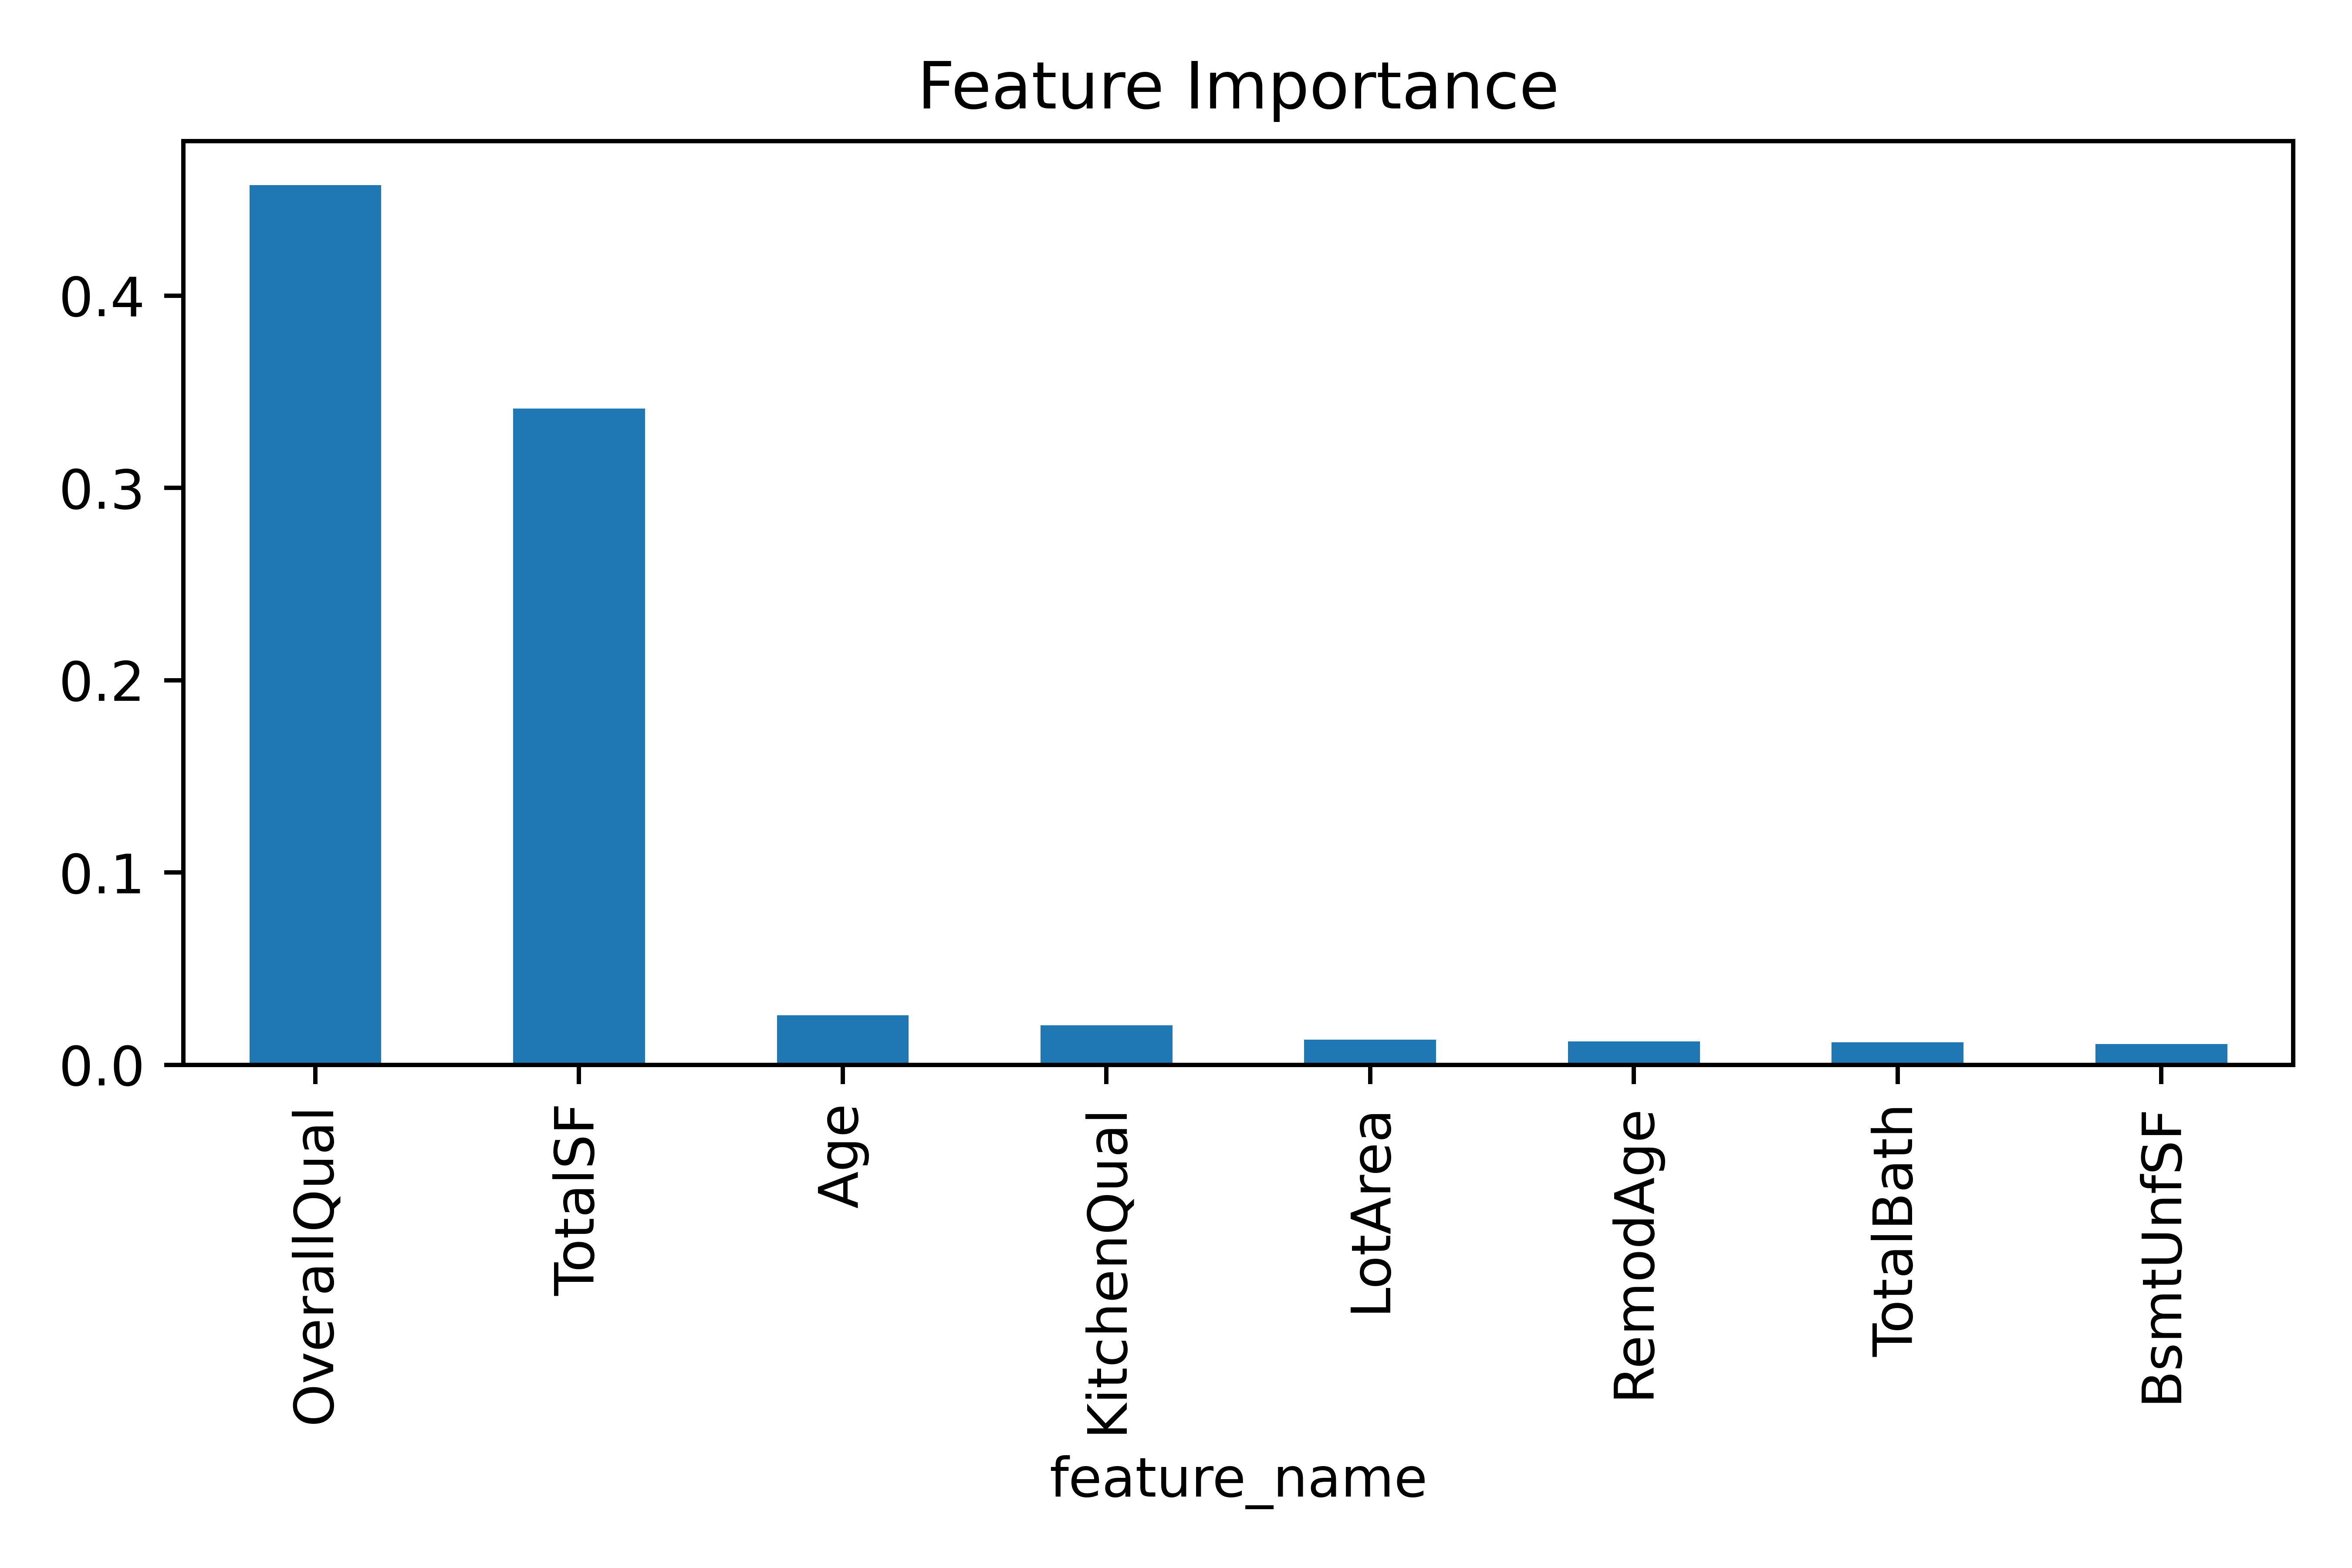 Feature Importance
0.4
0.3
0.2
0.1
0.0
OverallQual
TotalSF
Age
KitchenQual
LotArea
RemodAge
TotalBath
BsmtUnfSF
feature_name